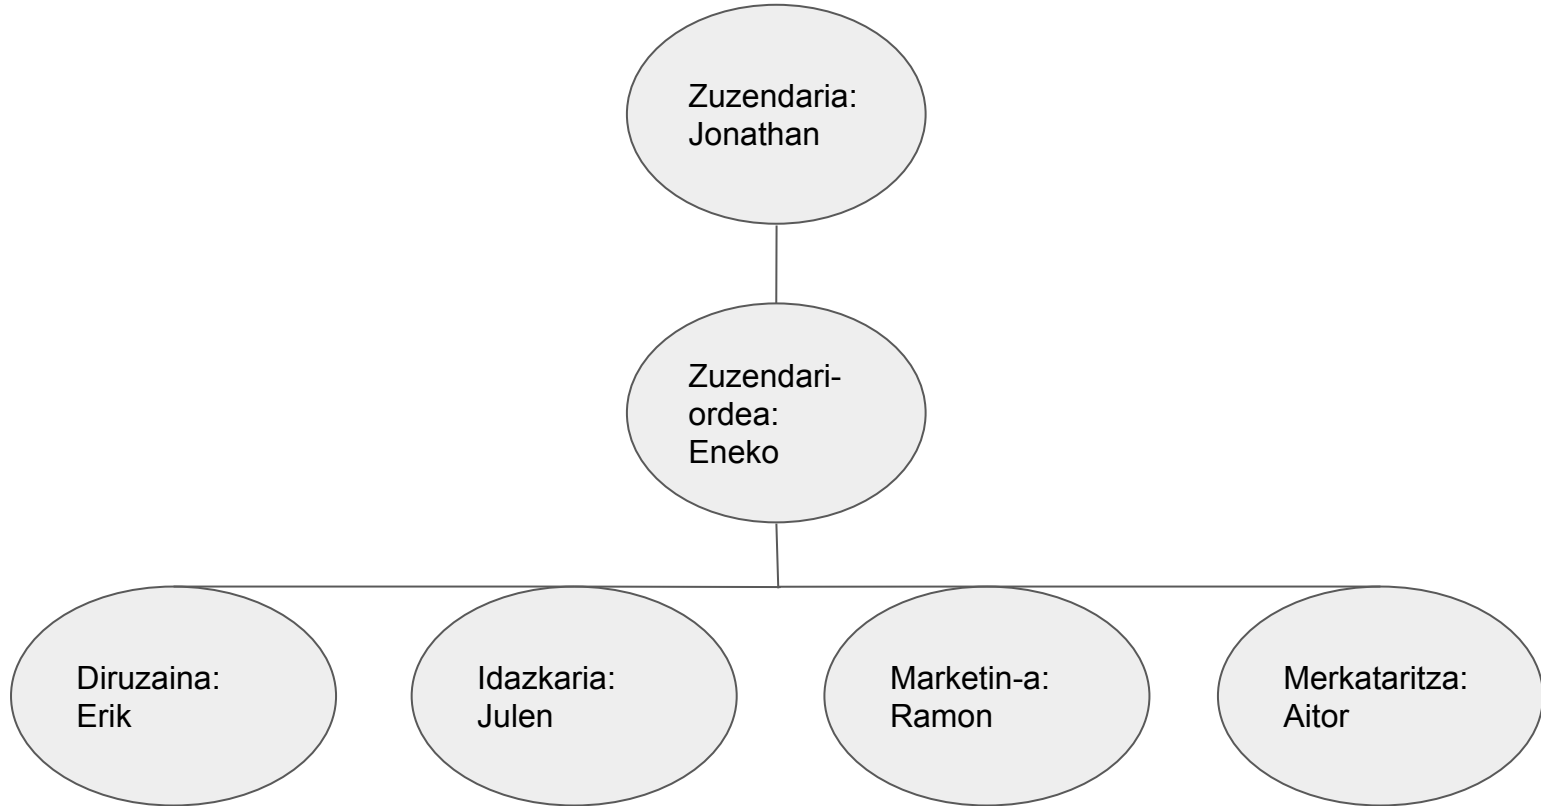 Zuzendaria:
Jonathan
Zuzendari-
ordea:
Eneko
Diruzaina:
Erik
Idazkaria:
Julen
Marketin-a:
Ramon
Merkataritza:
Aitor